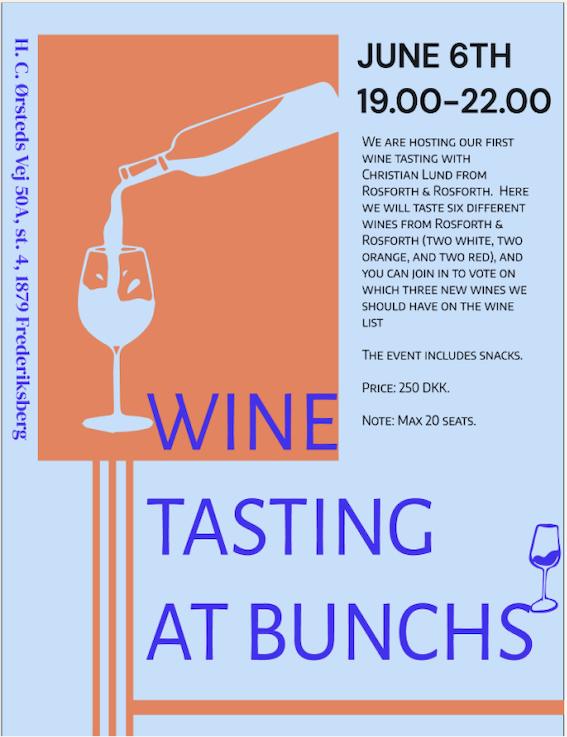 H. C. Ørsteds Vej 50A, st. 4, 1879 Frederiksberg
JUNE 6TH
19.00-22.00
WE ARE HOSTING OUR FIRST
WINE TASTING WITH
CHRISTIAN LUND FROM
ROSFORTH & ROSFORTH. HERE
WE WILL TASTE SIX DIFFERENT
WINES FROM ROSFORTH &
ROSFORTH (TWO WHITE, TWO
ORANGE, AND TWO RED), AND
YOU CAN JOIN IN TO VOTE ON
WHICH THREE NEW WINES WE
SHOULD HAVE ON THE WINE
LIST
THE EVENT INCLUDES SNACKS.
PRICE: 250 DKK.
NOTE: MAX 20 SEATS.
WINE
TASTING
AT BUNCHS